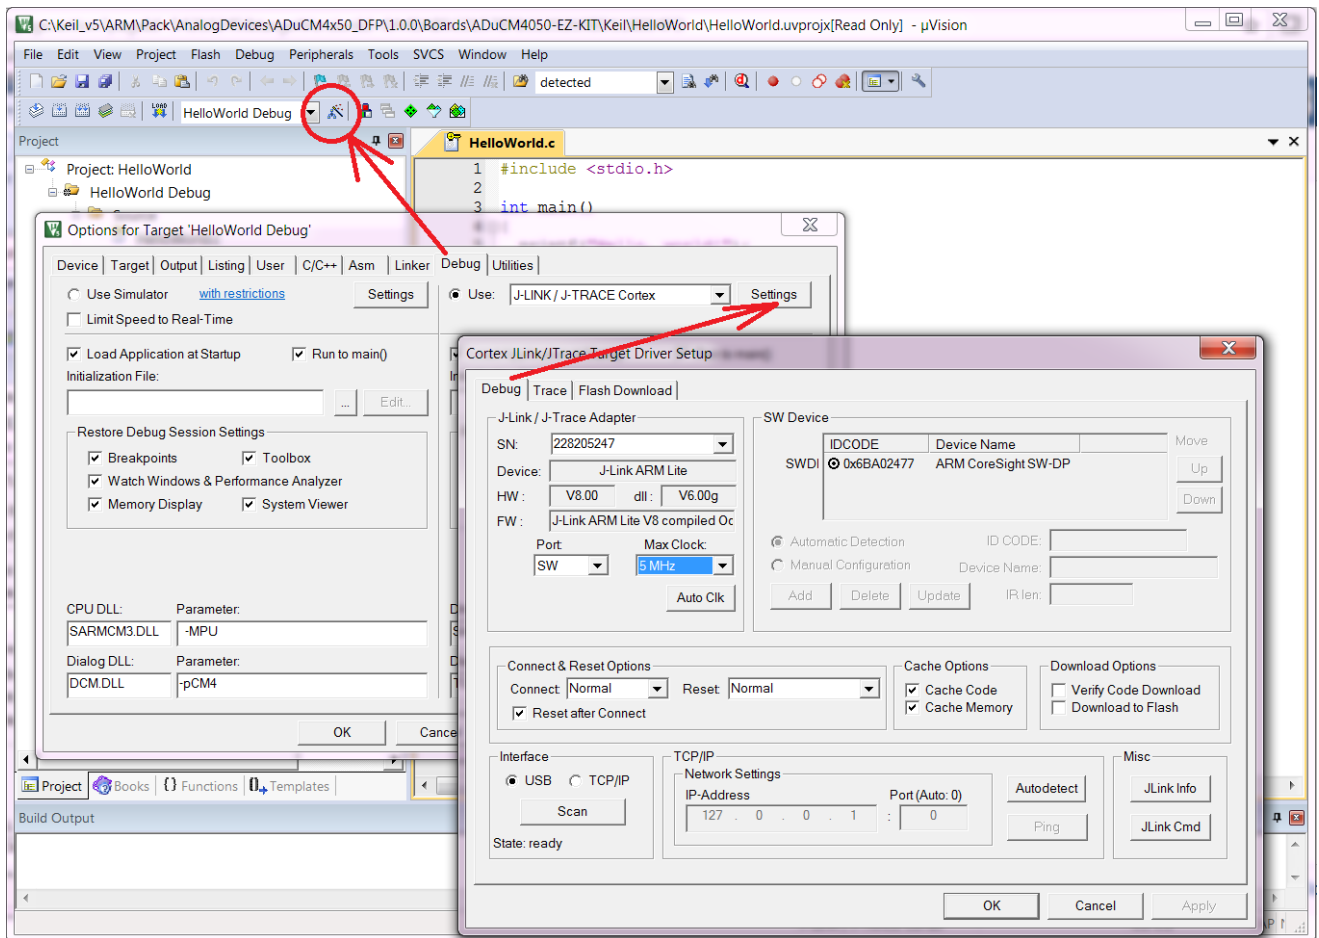 C:\Keil_v5\ARM\Pack\AnalogDevices\ADuCM4x50_DFP\1.0.0\Boards\ADuCM4050-EZ-KIT\Keil\HelloWorld\HelloWorld.uvprojx[Read Only] - µVision
File Edit View Project Flash Debug Peripherals Tools SVCS Window Help
detected
LOAD HelloWorld Debug
Project
HelloWorld.c
Project: HelloWorld
HelloWorld Debug
1 #include <stdio.h>
2
3 int main()
Options for Target 'HelloWorld Debug'
Device Target Output Listing User C/C++ Asm Linker Debug Utilities
Use Simulator with restrictions Settings
Use: J-LINK / J-TRACE Cortex Settings
Limit Speed to Real-Time
Load Application at Startup Run to main()
Initialization File:
... Edit...
Restore Debug Session Settings
Breakpoints Toolbox
Watch Windows & Performance Analyzer
Memory Display System Viewer
CPU DLL: Parameter:
SARMCM3.DLL -MPU
Dialog DLL: Parameter:
DCM.DLL -pCM4
OK
Cortex JLink/JTrace Target Driver Setup
Debug Trace Flash Download
J-Link / J-Trace Adapter
SN: 228205247
Device: J-Link ARM Lite
HW : V8.00 dll : V6.00g
FW : J-Link ARM Lite V8 compiled Oc
Port: Max Clock:
SW 5 MHz
Auto Clk
SW Device
IDCODE Device Name
SWDI 0x6BA02477 ARM CoreSight SW-DP
Move
Up
Down
Automatic Detection ID CODE:
Manual Configuration Device Name:
Add Delete Update IR len:
Connect & Reset Options
Connect: Normal Reset: Normal
Reset after Connect
Cache Options
Cache Code
Cache Memory
Download Options
Verify Code Download
Download to Flash
Interface
USB TCP/IP
Scan
State: ready
TCP/IP
Network Settings
IP-Address Port (Auto: 0)
127 . 0 . 0 . 1 : 0
Autodetect
Ping
Misc
JLink Info
JLink Cmd
OK Cancel Apply
Project Books {} Functions Templates
Build Output